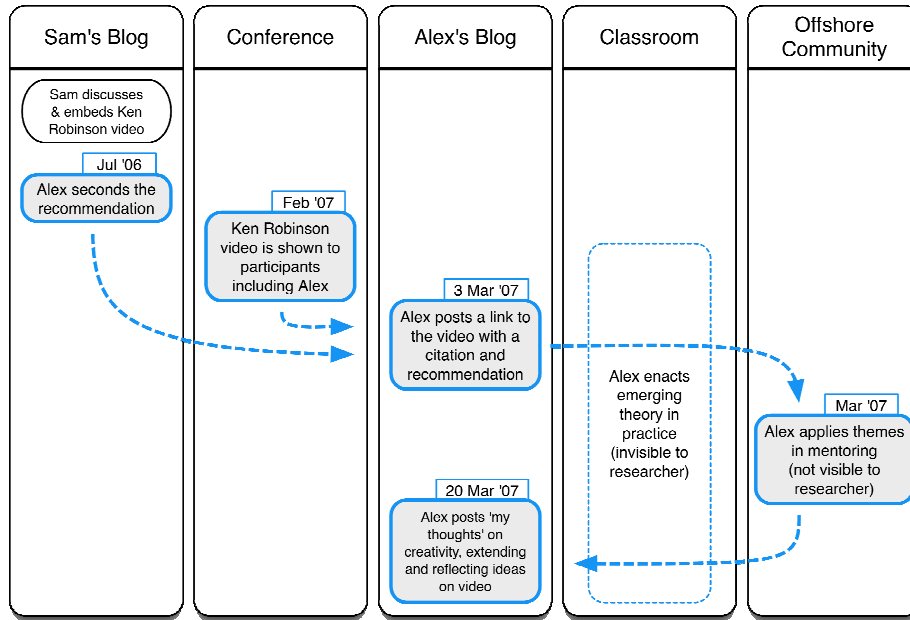 Sam's Blog
Conference
Alex's Blog
Classroom
Offshore
Community
Sam discusses
& embeds Ken
Robinson video
Jul '06
Alex seconds the
recommendation
Feb '07
Ken Robinson
video is shown to
participants
including Alex
3 Mar '07
Alex posts a link to
the video with a
citation and
recommendation
20 Mar '07
Alex posts 'my
thoughts' on
creativity, extending
and reflecting ideas
on video
Alex enacts
emerging
theory in
practice
(invisible to
researcher)
Mar '07
Alex applies themes
in mentoring
(not visible to
researcher)